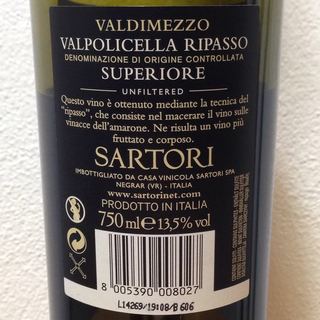 VALDIMEZZO
VALPOLICELLA RIPASSO
DENOMINAZIONE DI ORIGINE CONTROLLATA
SUPERIORE
UNFILTERED
Questo vino è ottenuto mediante la tecnica del
"ripasso", che consiste nel macerare il vino sulle
vinacce dell'amarone. Ne risulta un vino più
fruttato e corposo.
SARTORI
IMBOTTIGLIATO DA CASA VINICOLA SARTORI SPA
NEGRAR (VR) - ITALIA
www.sartorinet.com
PRODOTTO IN ITALIA
750 ml e 13,5% vol
8 005390 008027
L14269/19:08/B 606